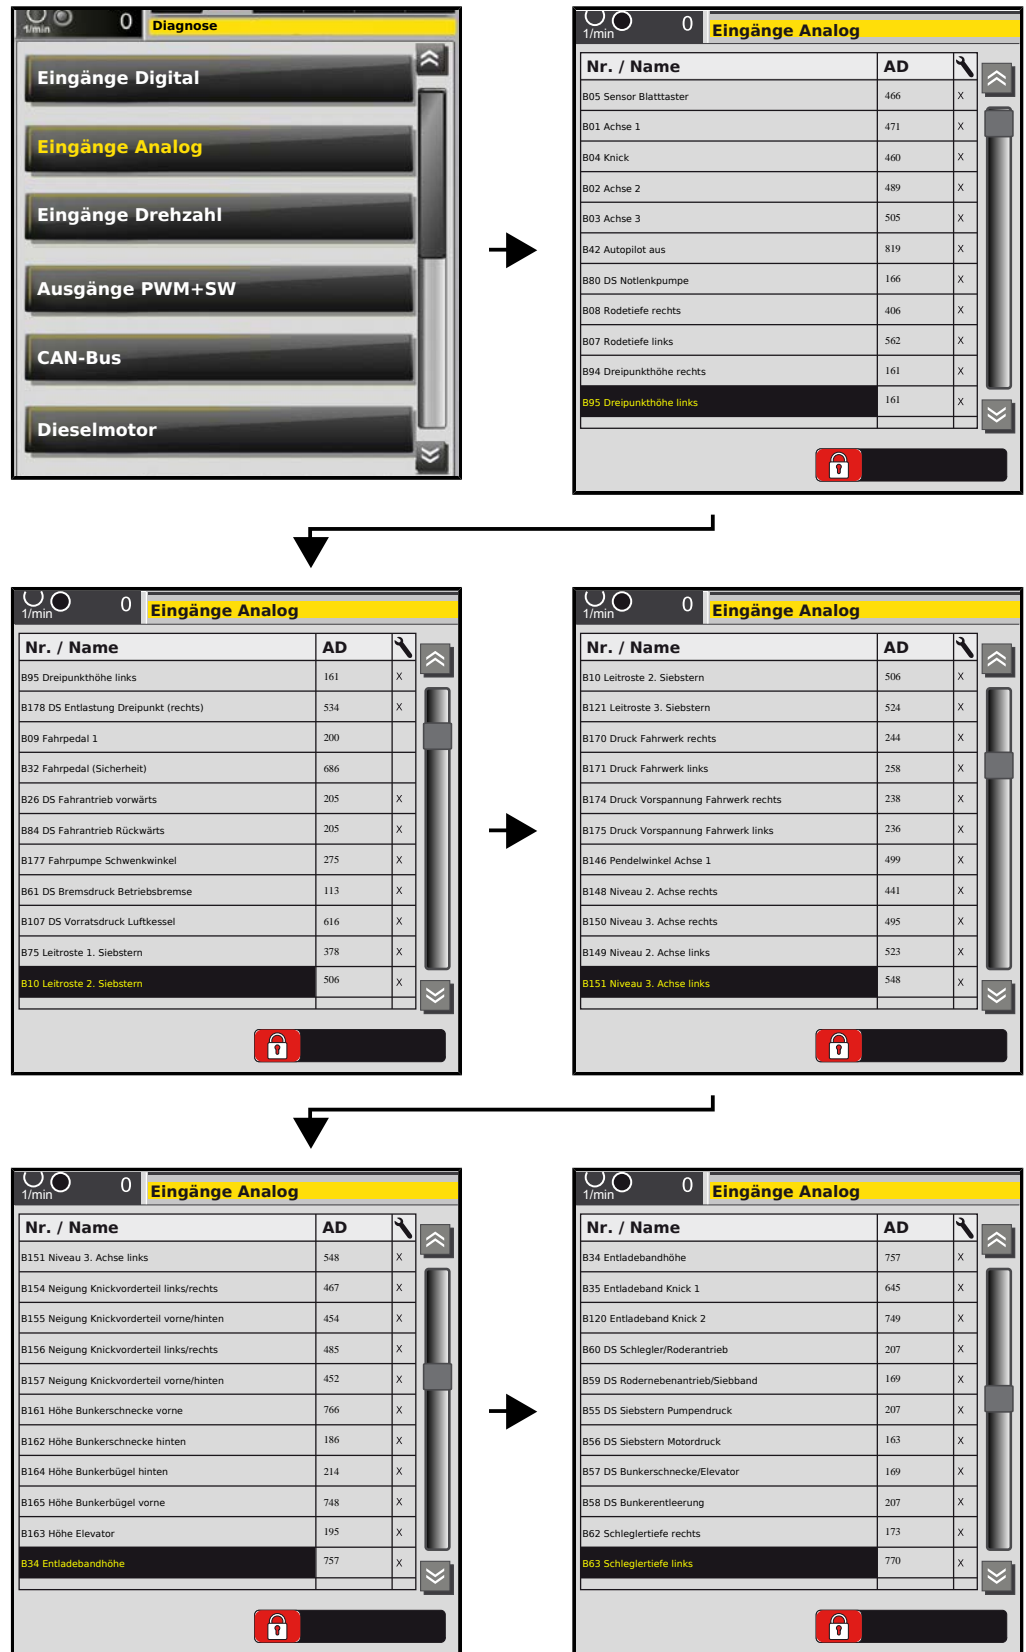 1/min 0 Diagnose
Eingänge Digital
Eingänge Analog
Eingänge Drehzahl
Ausgänge PWM+SW
CAN-Bus
Dieselmotor
1/min 0 Eingänge Analog
Nr. / Name AD
B05 Sensor Blatttaster 466 X
B01 Achse 1 471 X
B04 Knick 460 X
B02 Achse 2 489 X
B03 Achse 3 505 X
B42 Autopilot aus 819 X
B80 DS Notlenkpumpe 166 X
B08 Rodetiefe rechts 406 X
B07 Rodetiefe links 562 X
B94 Dreipunkthöhe rechts 161 X
B95 Dreipunkthöhe links 161 X
1/min 0 Eingänge Analog
Nr. / Name AD
B95 Dreipunkthöhe links 161 X
B178 DS Entlastung Dreipunkt (rechts) 534 X
B09 Fahrpedal 1 200
B32 Fahrpedal (Sicherheit) 686
B26 DS Fahrantrieb vorwärts 205 X
B84 DS Fahrantrieb Rückwärts 205 X
B177 Fahrpumpe Schwenkwinkel 275 X
B61 DS Bremsdruck Betriebsbremse 113 X
B107 DS Vorratsdruck Luftkessel 616 X
B75 Leitroste 1. Siebstern 378 X
B10 Leitroste 2. Siebstern 506 X
1/min 0 Eingänge Analog
Nr. / Name AD
B10 Leitroste 2. Siebstern 506 X
B121 Leitroste 3. Siebstern 524 X
B170 Druck Fahrwerk rechts 244 X
B171 Druck Fahrwerk links 258 X
B174 Druck Vorspannung Fahrwerk rechts 238 X
B175 Druck Vorspannung Fahrwerk links 236 X
B146 Pendelwinkel Achse 1 499 X
B148 Niveau 2. Achse rechts 441 X
B150 Niveau 3. Achse rechts 495 X
B149 Niveau 2. Achse links 523 X
B151 Niveau 3. Achse links 548 X
1/min 0 Eingänge Analog
Nr. / Name AD
B151 Niveau 3. Achse links 548 X
B154 Neigung Knickvorderteil links/rechts 467 X
B155 Neigung Knickvorderteil vorne/hinten 454 X
B156 Neigung Knickvorderteil links/rechts 485 X
B157 Neigung Knickvorderteil vorne/hinten 452 X
B161 Höhe Bunkerschnecke vorne 766 X
B162 Höhe Bunkerschnecke hinten 186 X
B164 Höhe Bunkerbügel hinten 214 X
B165 Höhe Bunkerbügel vorne 748 X
B163 Höhe Elevator 195 X
B34 Entladebandhöhe 757 X
1/min 0 Eingänge Analog
Nr. / Name AD
B34 Entladebandhöhe 757 X
B35 Entladeband Knick 1 645 X
B120 Entladeband Knick 2 749 X
B60 DS Schlegler/Roderantrieb 207 X
B59 DS Rodernebenantrieb/Siebband 169 X
B55 DS Siebstern Pumpendruck 207 X
B56 DS Siebstern Motordruck 163 X
B57 DS Bunkerschnecke/Elevator 169 X
B58 DS Bunkerentleerung 207 X
B62 Schleglertiefe rechts 173 X
B63 Schleglertiefe links 770 X